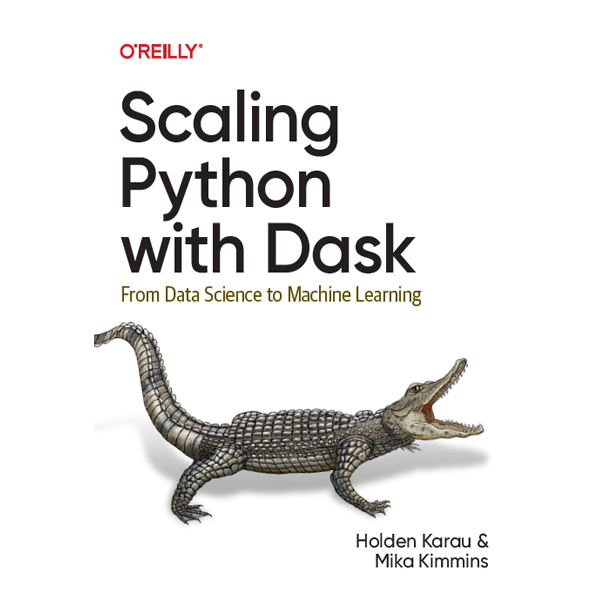 O'REILLY®
Scaling
Python
with Dask
From Data Science to Machine Learning
Holden Karau &
Mika Kimmins